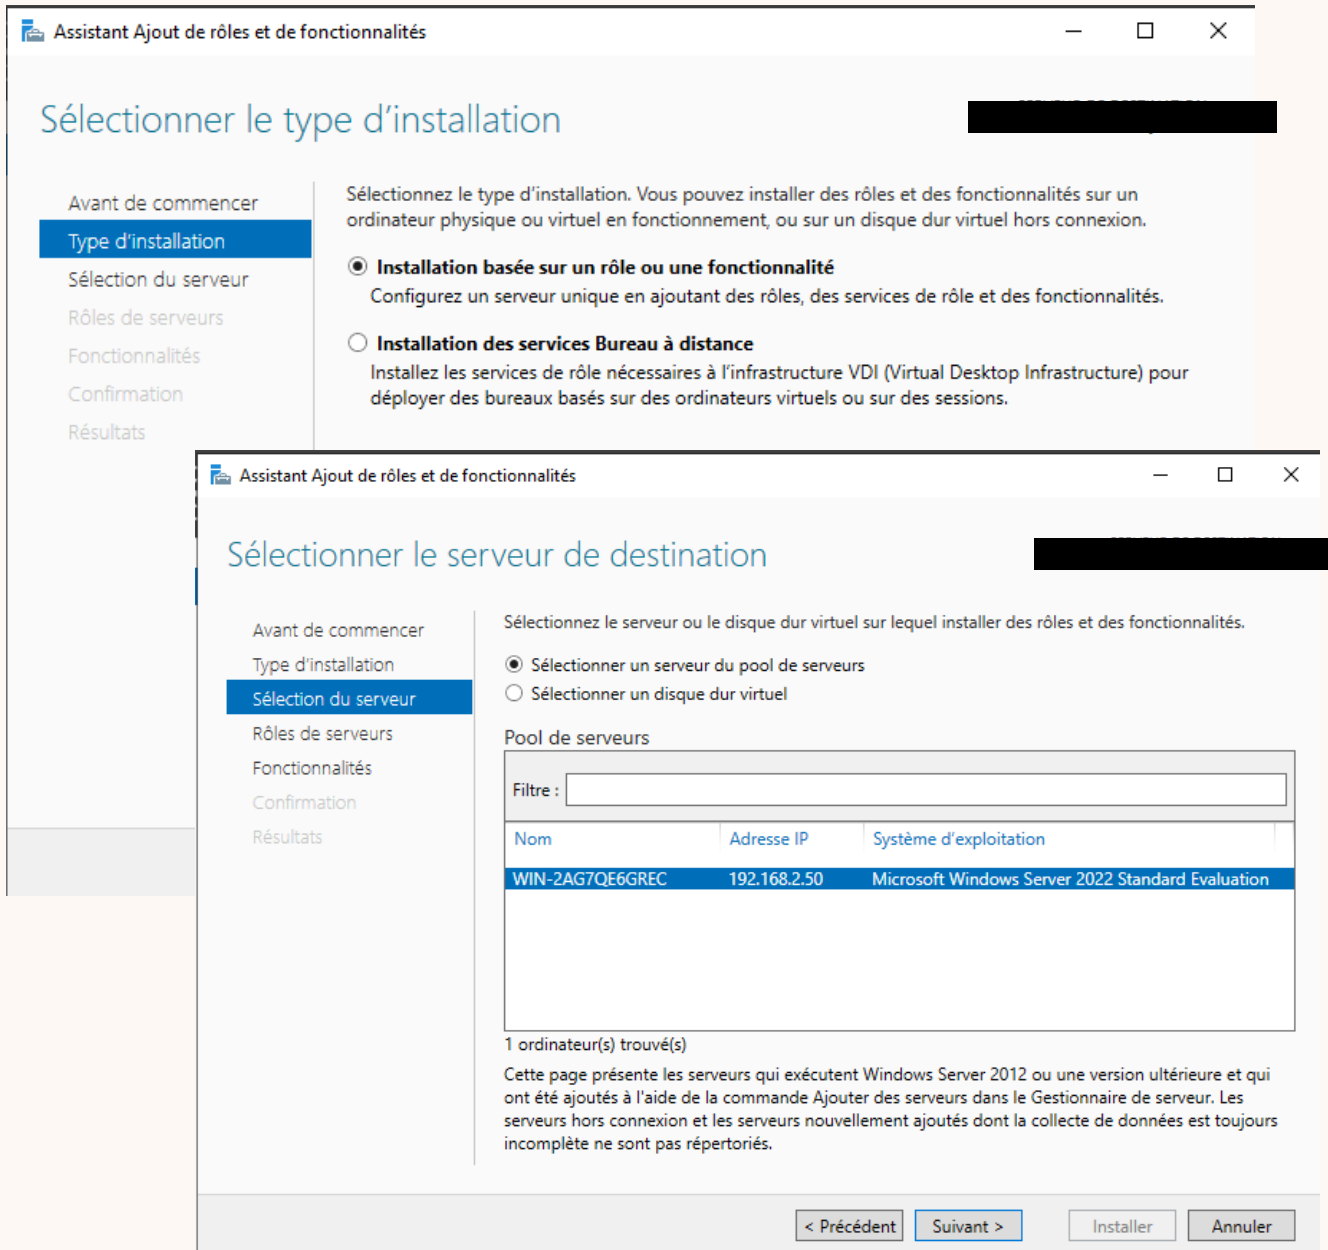 Assistant Ajout de rôles et de fonctionnalités
Sélectionner le type d'installation
Avant de commencer
Type d'installation
Sélection du serveur
Rôles de serveurs
Fonctionnalités
Confirmation
Résultats
Sélectionnez le type d'installation. Vous pouvez installer des rôles et des fonctionnalités sur un
ordinateur physique ou virtuel en fonctionnement, ou sur un disque dur virtuel hors connexion.
Installation basée sur un rôle ou une fonctionnalité
Configurez un serveur unique en ajoutant des rôles, des services de rôle et des fonctionnalités.
Installation des services Bureau à distance
Installez les services de rôle nécessaires à l'infrastructure VDI (Virtual Desktop Infrastructure) pour
déployer des bureaux basés sur des ordinateurs virtuels ou sur des sessions.
Assistant Ajout de rôles et de fonctionnalités
Sélectionner le serveur de destination
Avant de commencer
Type d'installation
Sélection du serveur
Rôles de serveurs
Fonctionnalités
Confirmation
Résultats
Sélectionnez le serveur ou le disque dur virtuel sur lequel installer des rôles et des fonctionnalités.
Sélectionner un serveur du pool de serveurs
Sélectionner un disque dur virtuel
Pool de serveurs
Filtre :
Nom Adresse IP Système d'exploitation
WIN-2AG7QE6GREC 192.168.2.50 Microsoft Windows Server 2022 Standard Evaluation
1 ordinateur(s) trouvé(s)
Cette page présente les serveurs qui exécutent Windows Server 2012 ou une version ultérieure et qui
ont été ajoutés à l'aide de la commande Ajouter des serveurs dans le Gestionnaire de serveur. Les
serveurs hors connexion et les serveurs nouvellement ajoutés dont la collecte de données est toujours
incomplète ne sont pas répertoriés.
< Précédent Suivant > Installer Annuler